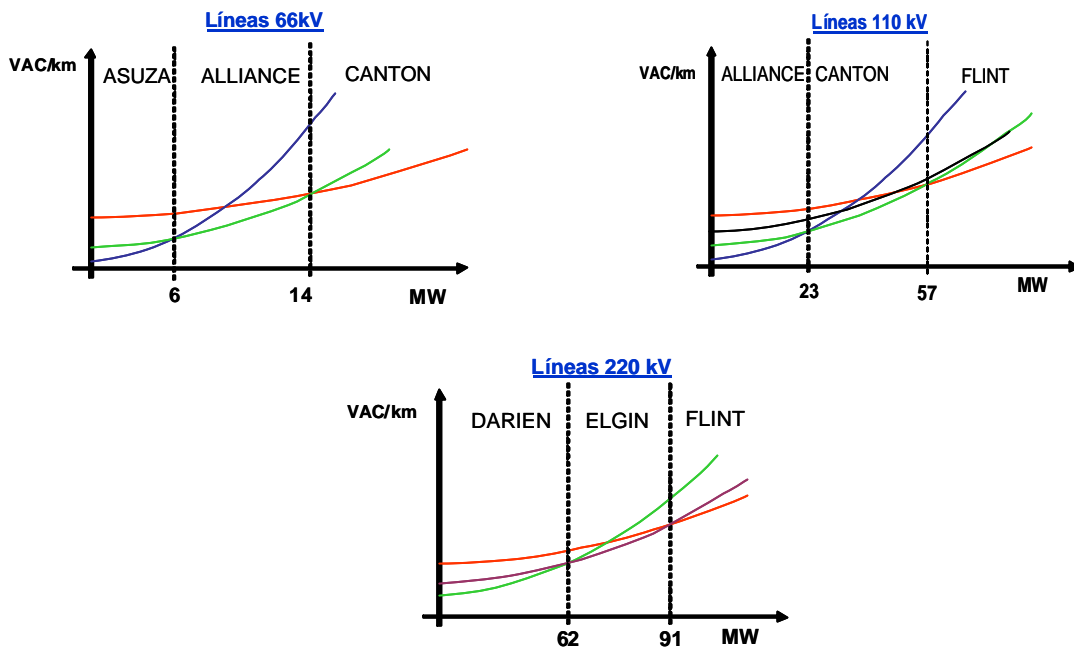 Líneas 66kV
VAC/km
ASUZA
ALLIANCE
CANTON
6
14
MW
Líneas 110 kV
VAC/km
ALLIANCE
CANTON
FLINT
23
57
MW
Líneas 220 kV
VAC/km
DARIEN
ELGIN
FLINT
62
91
MW